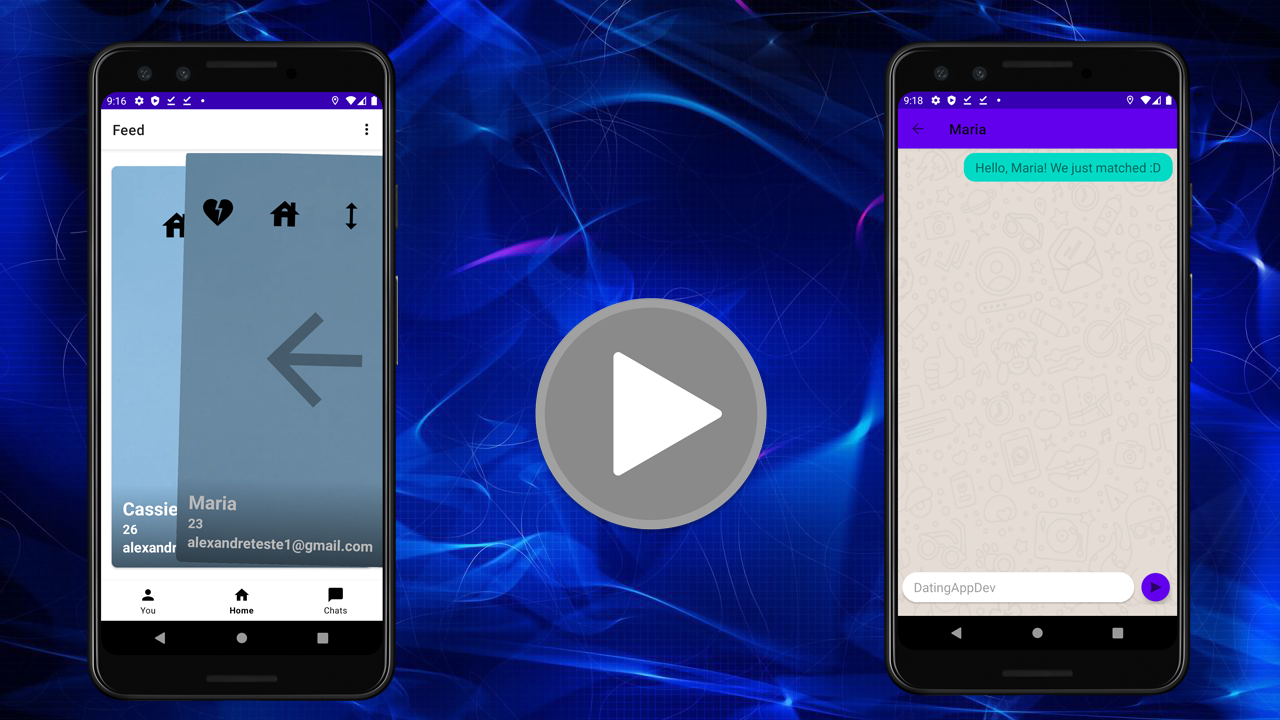 9:16
Feed
Cassie
26
alexandr
Maria
23
alexandreteste1@gmail.com
You
Home
Chats
9:18
Maria
Hello, Maria! We just matched :D
DatingAppDev